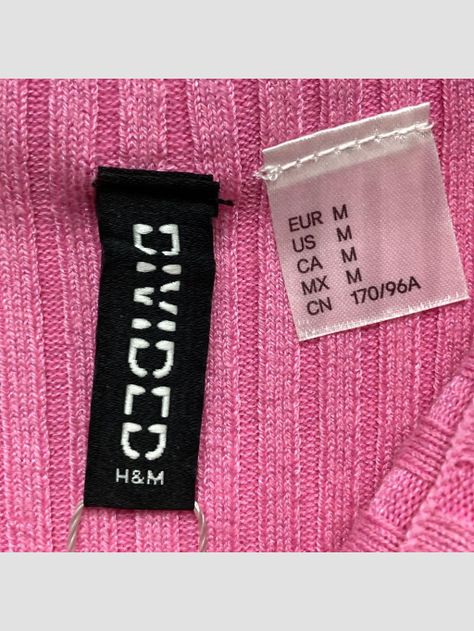 DIVIDED
H&M
EUR M
US M
CA M
MX M
CN 170/96A